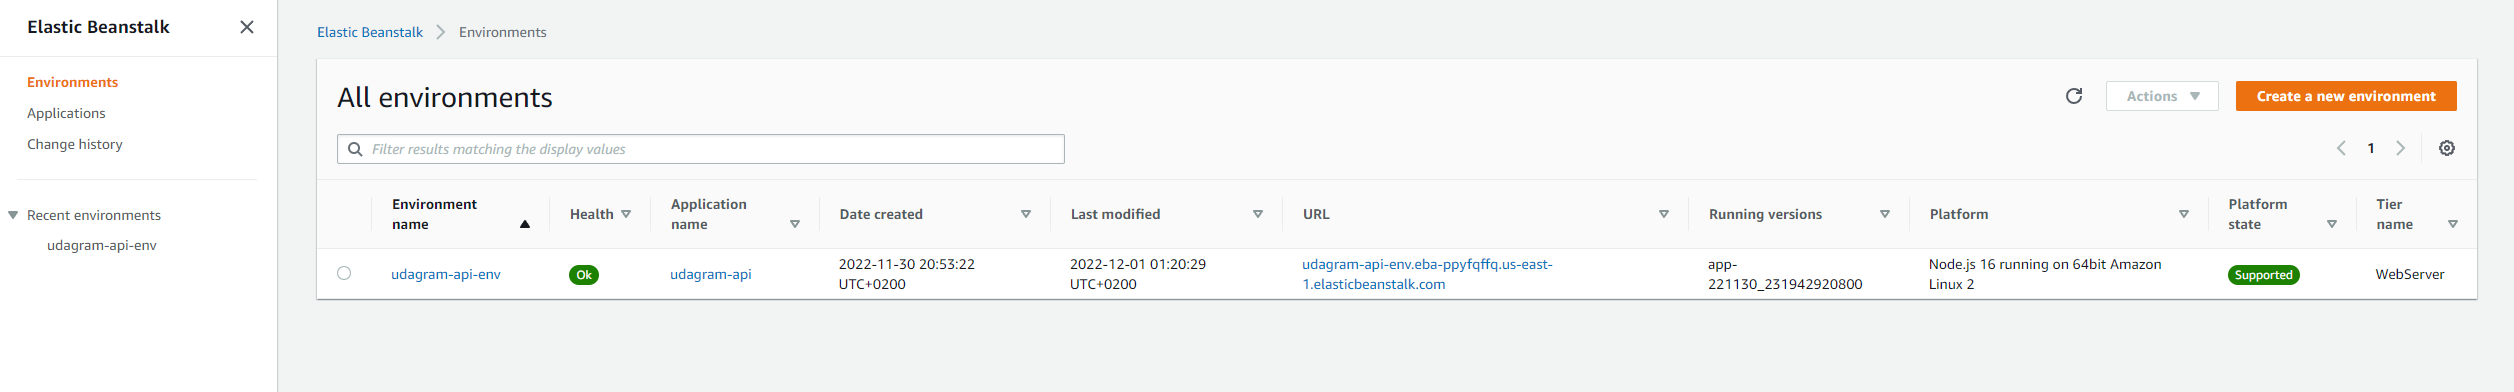 Elastic Beanstalk
Environments
Applications
Change history
Recent environments
udagram-api-env
Elastic Beanstalk Environments
All environments
Actions
Create a new environment
Filter results matching the display values
1
Environment name
Health
Application name
Date created
Last modified
URL
Running versions
Platform
Platform state
Tier name
udagram-api-env
Ok
udagram-api
2022-11-30 20:53:22
UTC+0200
2022-12-01 01:20:29
UTC+0200
udagram-api-env.eba-ppyfqffq.us-east-
1.elasticbeanstalk.com
app-
221130_231942920800
Node.js 16 running on 64bit Amazon
Linux 2
Supported
WebServer